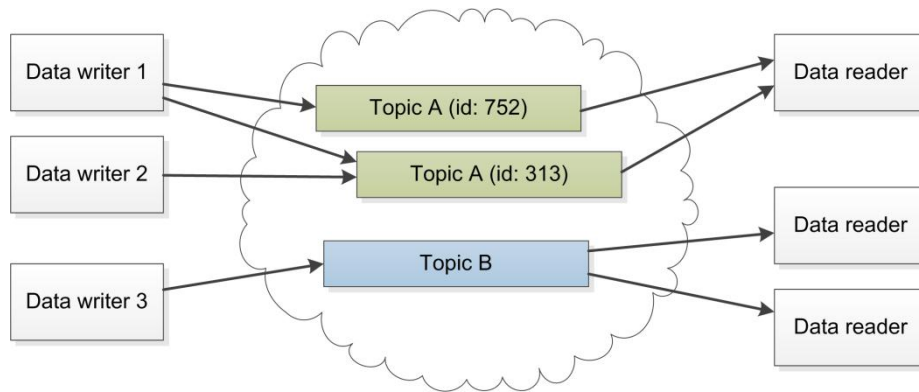 Data writer 1
Topic A (id: 752)
Data reader
Data writer 2
Topic A (id: 313)
Data reader
Data writer 3
Topic B
Data reader